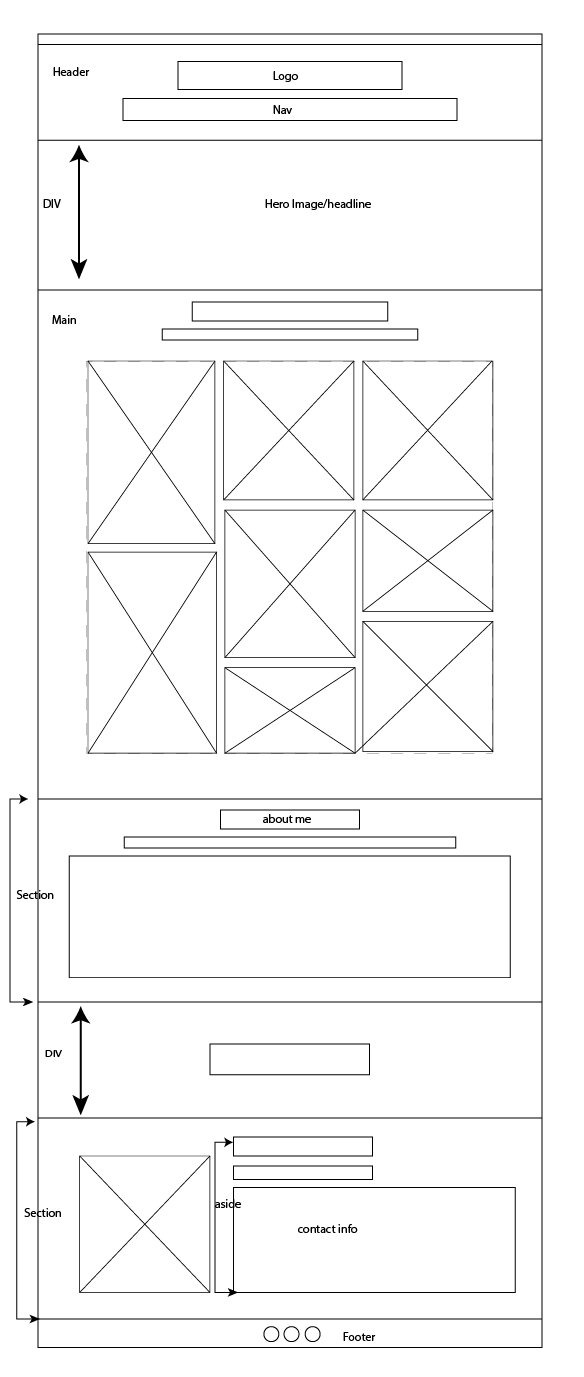 Header
Logo
Nav
DIV
Hero Image/headline
Main
about me
Section
DIV
aside
Section
contact info
Footer